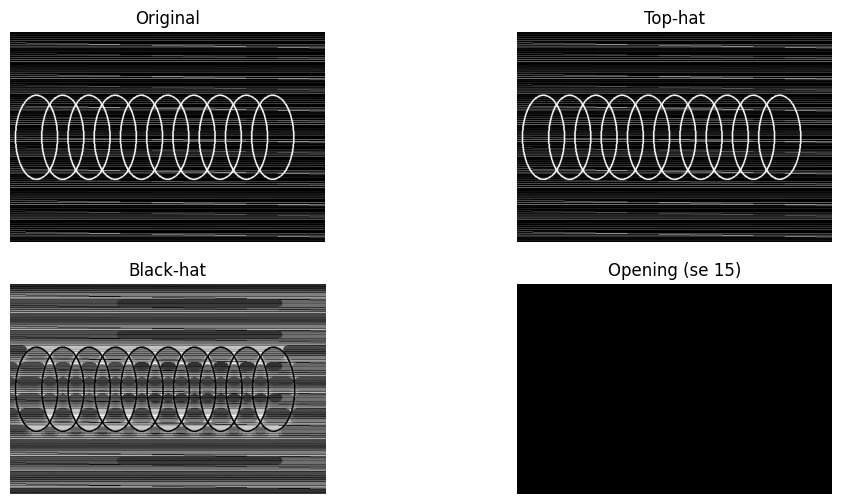 Original
Top-hat
Black-hat
Opening (se 15)